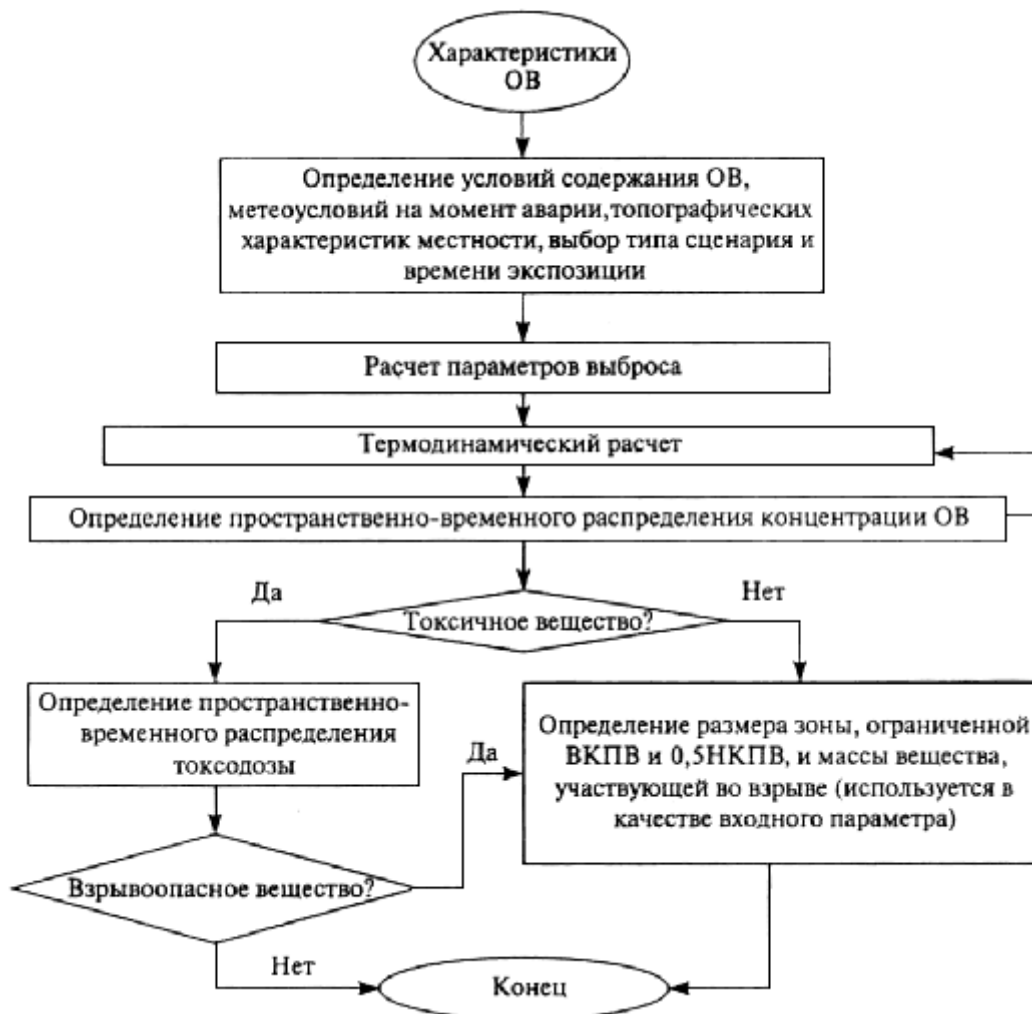 Характеристики
ОВ
Определение условий содержания ОВ,
метеоусловий на момент аварии,топографических
характеристик местности, выбор типа сценария и
времени экспозиции
Расчет параметров выброса
Термодинамический расчет
Определение пространственно-временного распределения концентрации ОВ
Да
Нет
Токсичное вещество?
Определение пространственно-
временного распределения
токсодозы
Да
Определение размера зоны, ограниченной
ВКПВ и 0,5НКПВ, и массы вещества,
участвующей во взрыве (используется в
качестве входного параметра)
Взрывоопасное вещество?
Нет
Конец